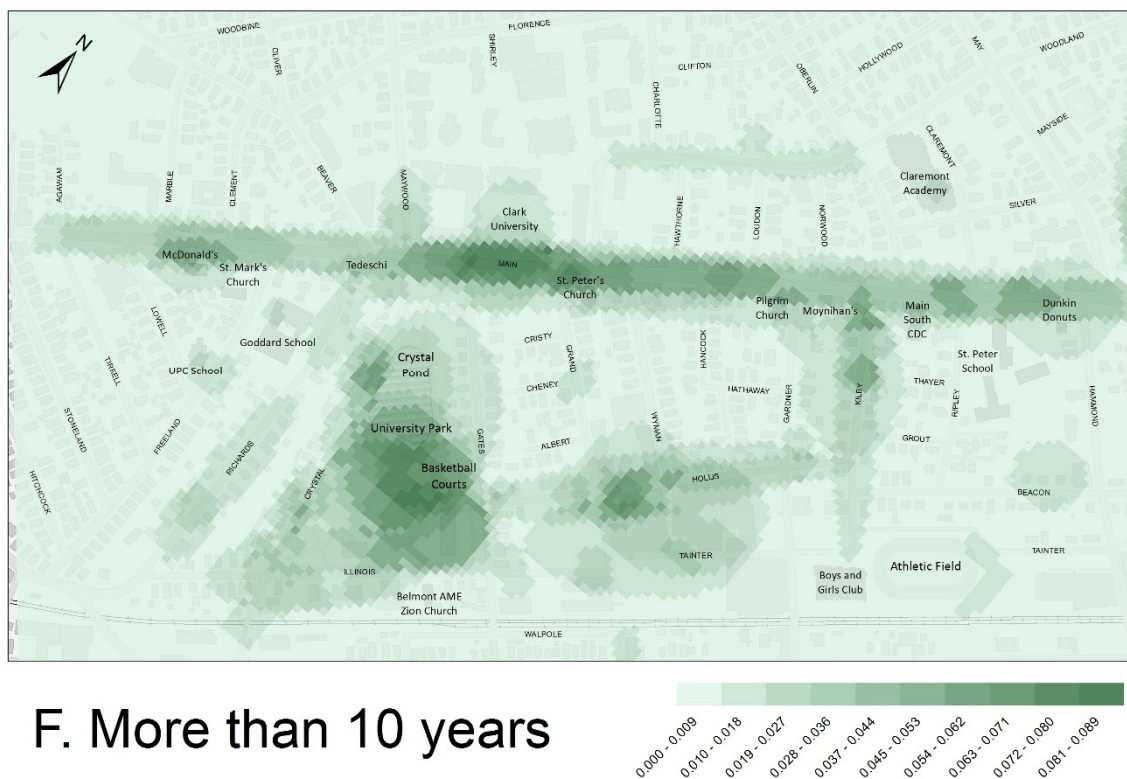 N
WOODBINE
OLIVER
SHIRLEY
FLORENCE
CLIFTON
CHARLOTTE
OBERLIN
HOLLYWOOD
MAY
WOODLAND
MAYSIDE
CLAREMONT
Claremont
Academy
SILVER
AGAWAM
MARBLE
CLEMENT
BEAVER
MAYWOOD
Clark
University
HAWTHORNE
LOUDON
NORWOOD
McDonald's
St. Mark's
Church
Tedeschi
MAIN
St. Peter's
Church
Pilgrim
Church
Moynihan's
Main
South
CDC
Dunkin
Donuts
LOWELL
Goddard School
UPC School
TIRKELL
STONELAND
FREELAND
HITCHCOCK
RICHARDS
CRYSTAL
Crystal
Pond
University Park
Basketball
Courts
GATES
CRISTY
GRAND
CHENEY
ALBERT
WYMAN
HANCOCK
HATHAWAY
GARDNER
KILBY
THAYER
RIPLEY
St. Peter
School
GROUT
HAMMOND
HOLLIS
BEACON
TAINTER
TAINTER
ILLINOIS
Belmont AME
Zion Church
Boys and
Girls Club
Athletic Field
WALPOLE
F. More than 10 years
0.000 - 0.009
0.010 - 0.018
0.019 - 0.027
0.028 - 0.036
0.037 - 0.044
0.045 - 0.053
0.054 - 0.062
0.063 - 0.071
0.072 - 0.080
0.081 - 0.089